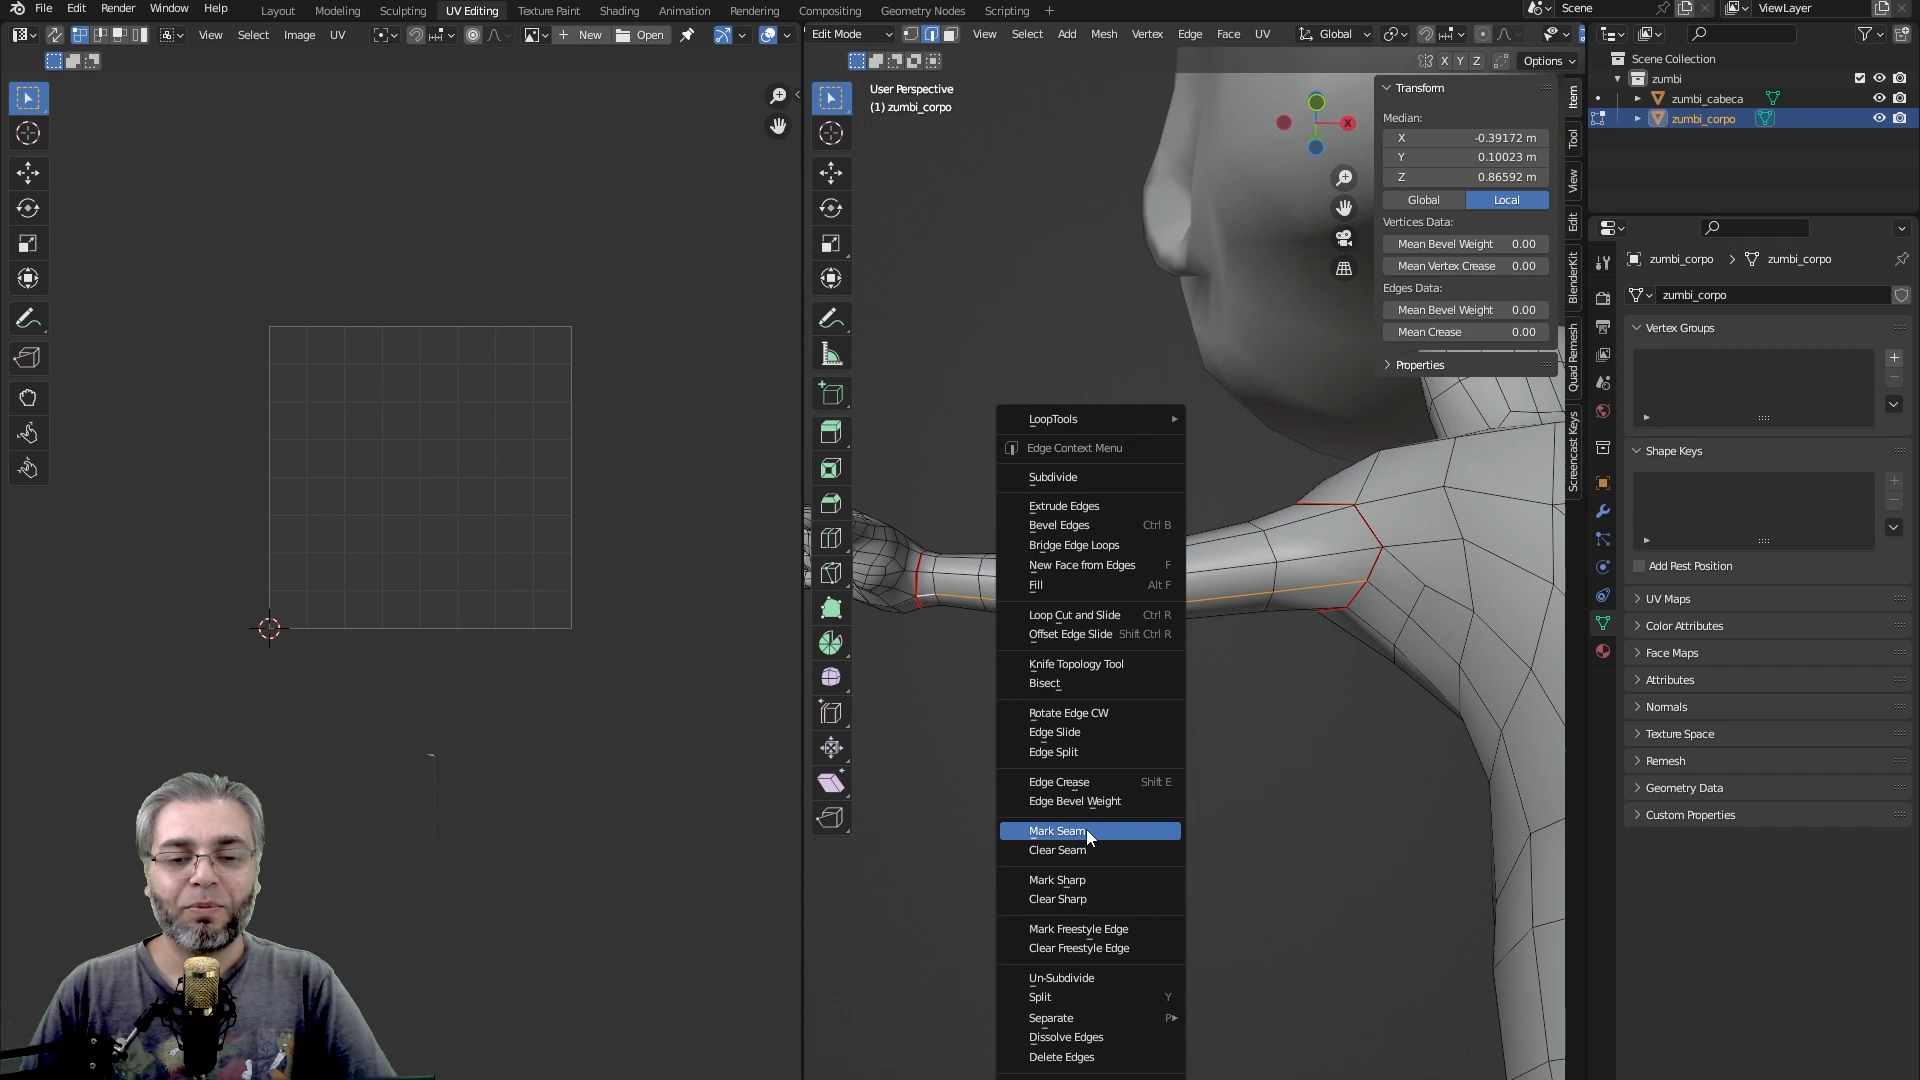 File Edit Render Window Help
Layout Modeling Sculpting UV Editing Texture Paint Shading Animation Rendering Compositing Geometry Nodes Scripting +
Scene
ViewLayer
View Select Image UV
New Open
Edit Mode
View Select Add Mesh Vertex Edge Face UV
Global
X Y Z
Options
User Perspective
(1) zumbi_corpo
X
Transform
Median:
X -0.39172 m
Y 0.10023 m
Z 0.86592 m
Global Local
Vertices Data:
Mean Bevel Weight 0.00
Mean Vertex Crease 0.00
Edges Data:
Mean Bevel Weight 0.00
Mean Crease 0.00
Properties
Item
Tool
View
Edit
BlenderKit
Quad Remesh
Screencast Keys
LoopTools
Edge Context Menu
Subdivide
Extrude Edges
Bevel Edges Ctrl B
Bridge Edge Loops
New Face from Edges F
Fill Alt F
Loop Cut and Slide Ctrl R
Offset Edge Slide Shift Ctrl R
Knife Topology Tool
Bisect
Rotate Edge CW
Edge Slide
Edge Split
Edge Crease Shift E
Edge Bevel Weight
Mark Seam
Clear Seam
Mark Sharp
Clear Sharp
Mark Freestyle Edge
Clear Freestyle Edge
Un-Subdivide
Split Y
Separate P
Dissolve Edges
Delete Edges
Scene Collection
zumbi
zumbi_cabeca
zumbi_corpo
zumbi_corpo > zumbi_corpo
zumbi_corpo
Vertex Groups
Shape Keys
Add Rest Position
UV Maps
Color Attributes
Face Maps
Attributes
Normals
Texture Space
Remesh
Geometry Data
Custom Properties